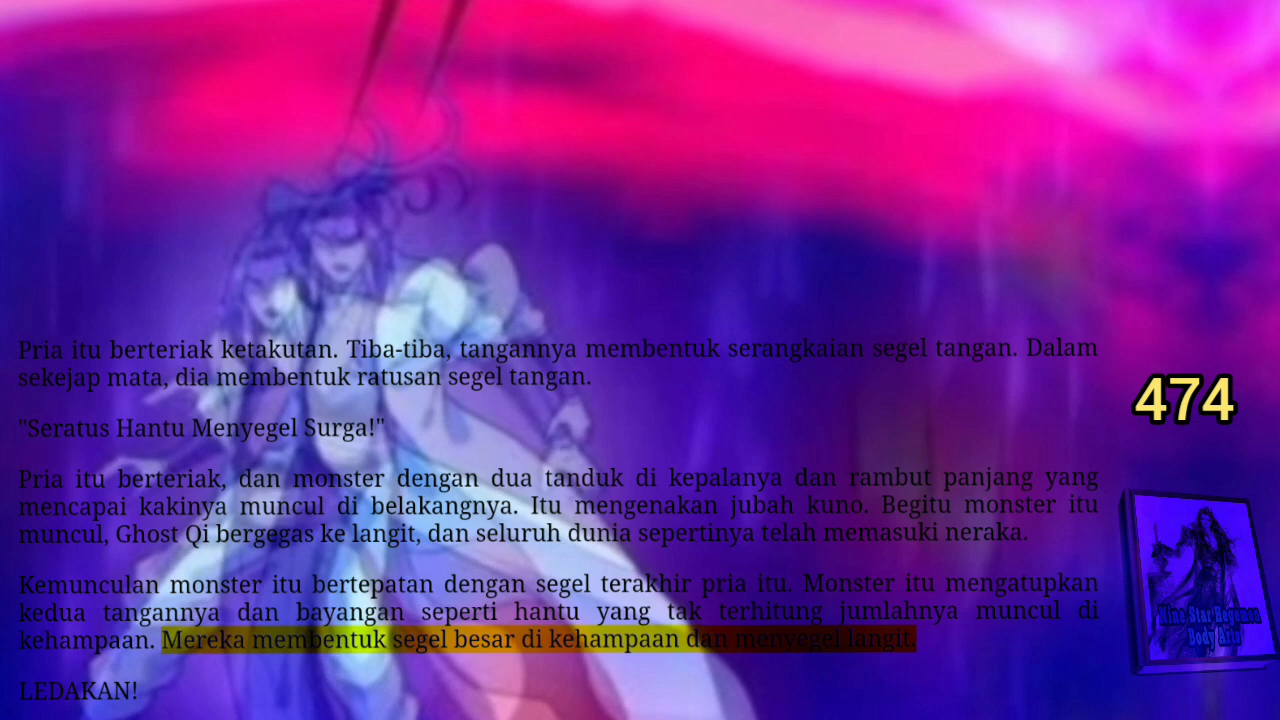 Pria itu berteriak ketakutan. Tiba-tiba, tangannya membentuk serangkaian segel tangan. Dalam
sekejap mata, dia membentuk ratusan segel tangan.
"Seratus Hantu Menyegel Surga!"
Pria itu berteriak, dan monster dengan dua tanduk di kepalanya dan rambut panjang yang
mencapai kakinya muncul di belakangnya. Itu mengenakan jubah kuno. Begitu monster itu
muncul, Ghost Qi bergegas ke langit, dan seluruh dunia sepertinya telah memasuki neraka.
Kemunculan monster itu bertepatan dengan segel terakhir pria itu. Monster itu mengatupkan
kedua tangannya dan bayangan seperti hantu yang tak terhitung jumlahnya muncul di
kehampaan. Mereka membentuk segel besar di kehampaan dan menyegel langit.
LEDAKAN!
474
Nine Star Hegemon
Body Arts